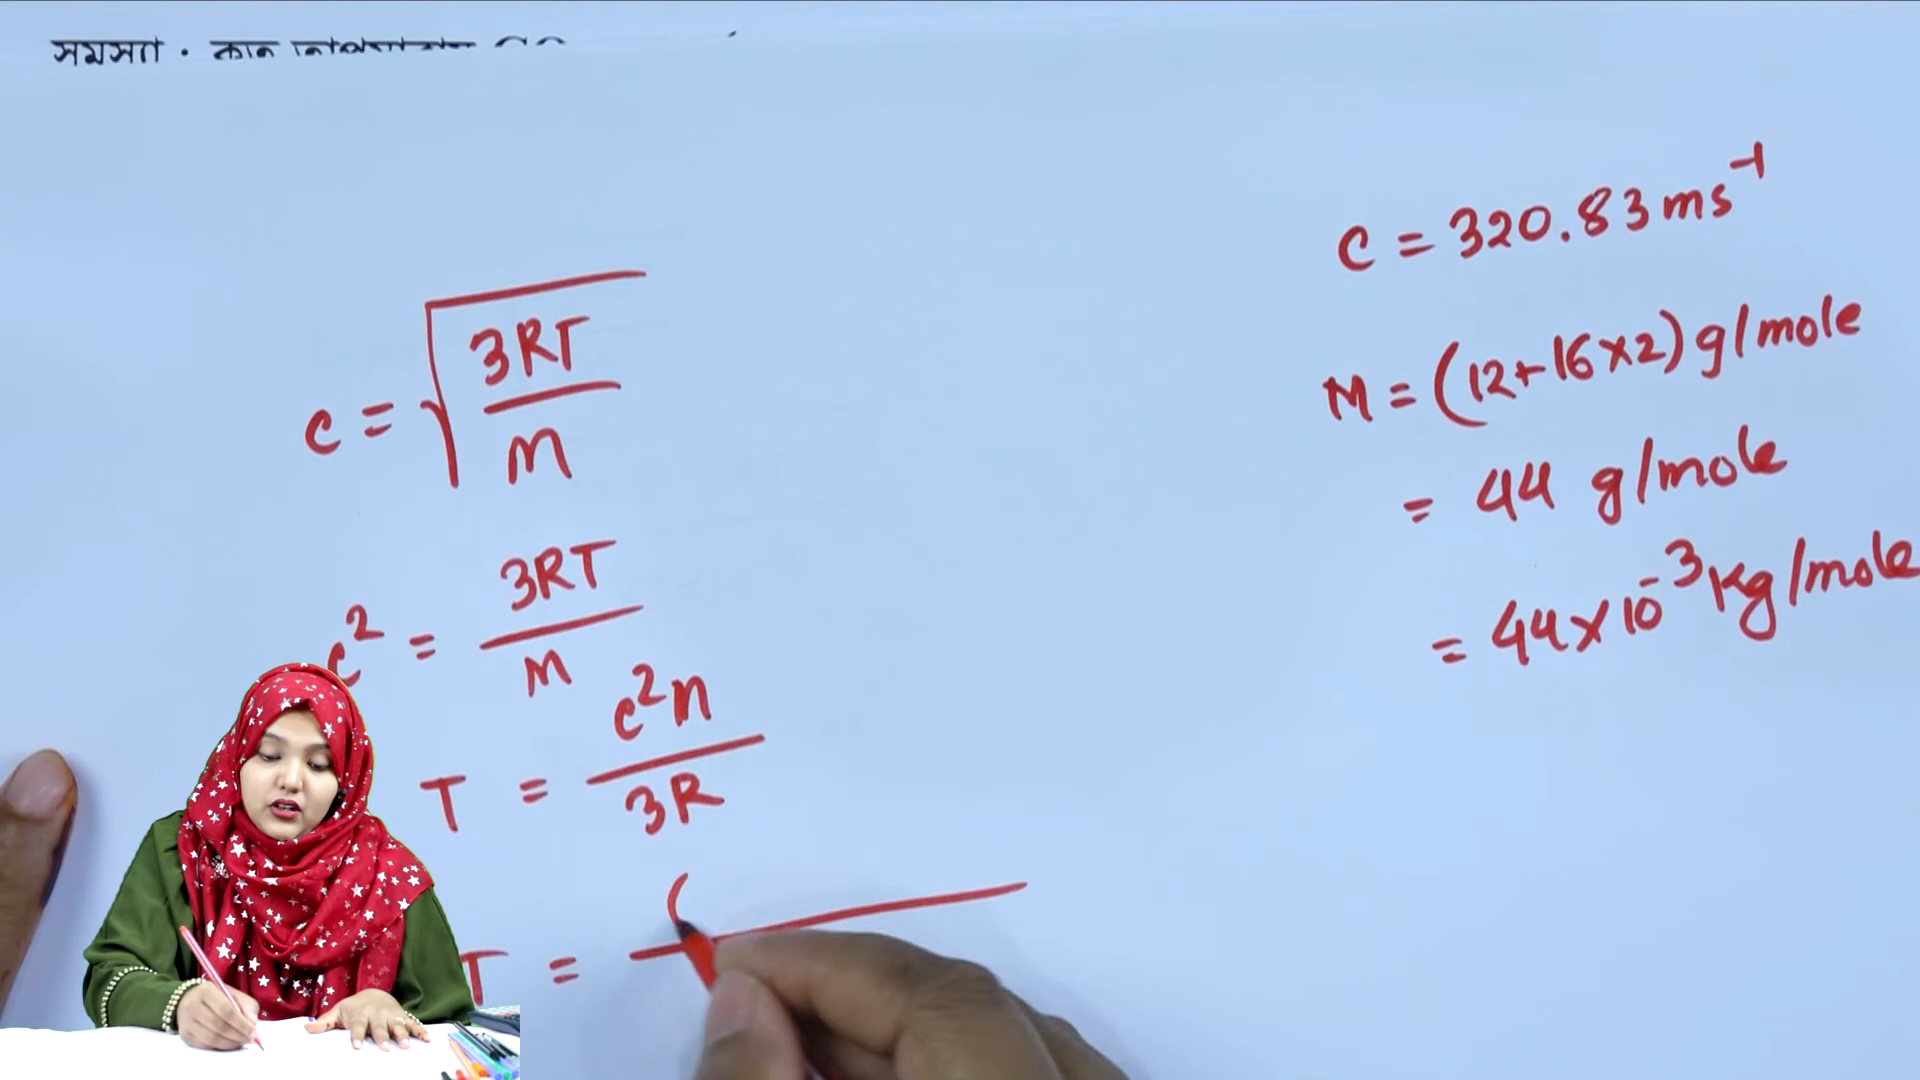 সমস্যা :
c = √(3RT/M)
c² = 3RT/M
T = c²M/3R
T = (
C = 320.83 ms⁻¹
M = (12+16×2) g/mole
= 44 g/mole
= 44×10⁻³ Kg/mole